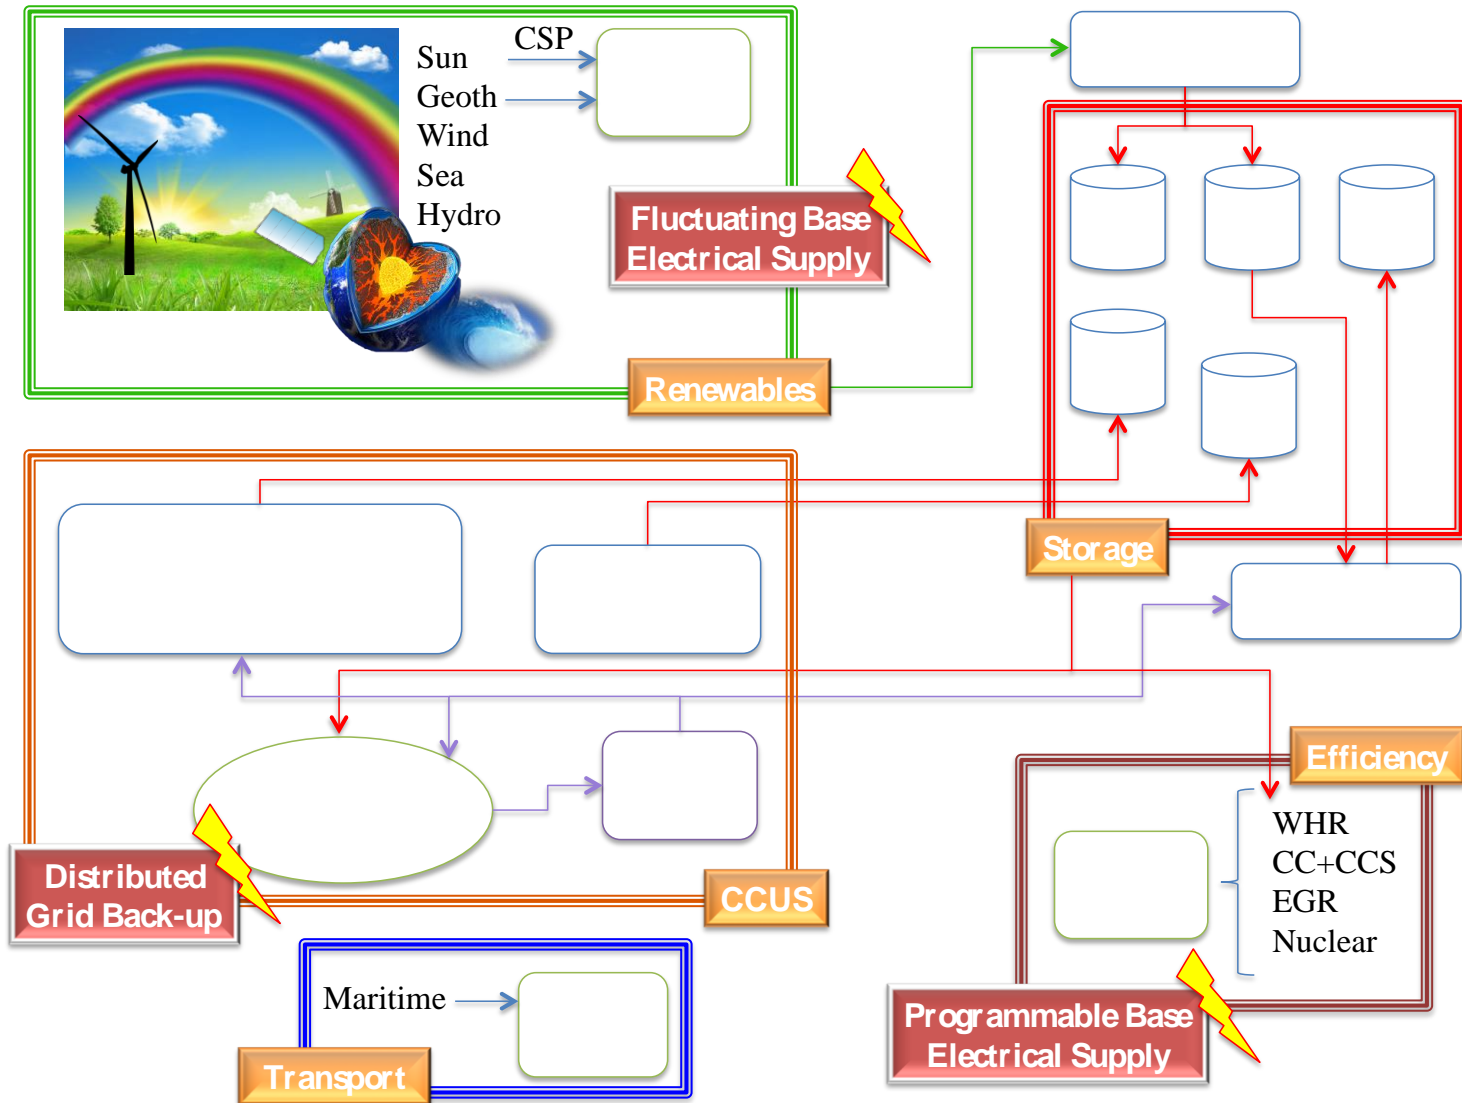 CSP
Sun
Geoth
Wind
Sea
Hydro
Fluctuating Base
Electrical Supply
Renewables
Storage
Efficiency
WHR
CC+CCS
EGR
Nuclear
Distributed
Grid Back-up
CCUS
Maritime
Programmable Base
Electrical Supply
Transport